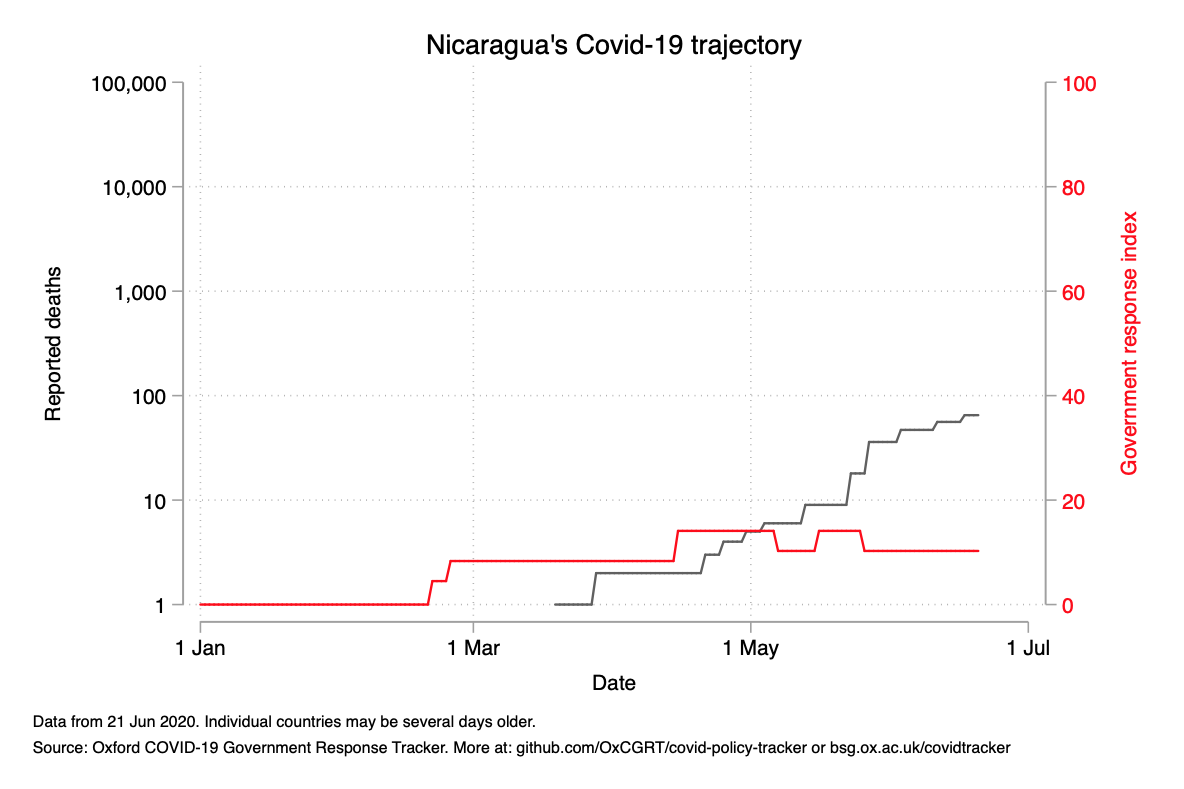 Nicaragua's Covid-19 trajectory
100,000
10,000
1,000
100
10
1
Reported deaths
100
80
60
40
20
0
Government response index
1 Jan
1 Mar
1 May
1 Jul
Date
Data from 21 Jun 2020. Individual countries may be several days older.
Source: Oxford COVID-19 Government Response Tracker. More at: github.com/OxCGRT/covid-policy-tracker or bsg.ox.ac.uk/covidtracker